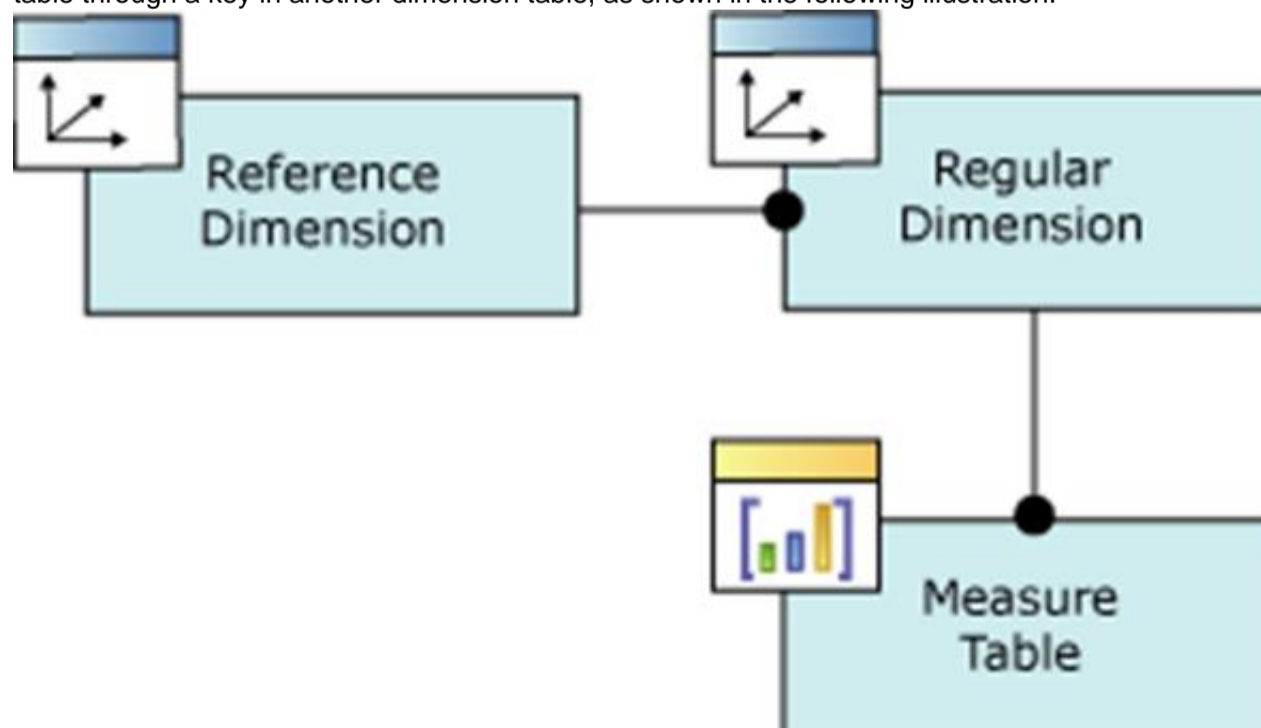 table through a key in another dimension table, as shown in the following illustration.
Reference
Dimension
Regular
Dimension
Measure
Table